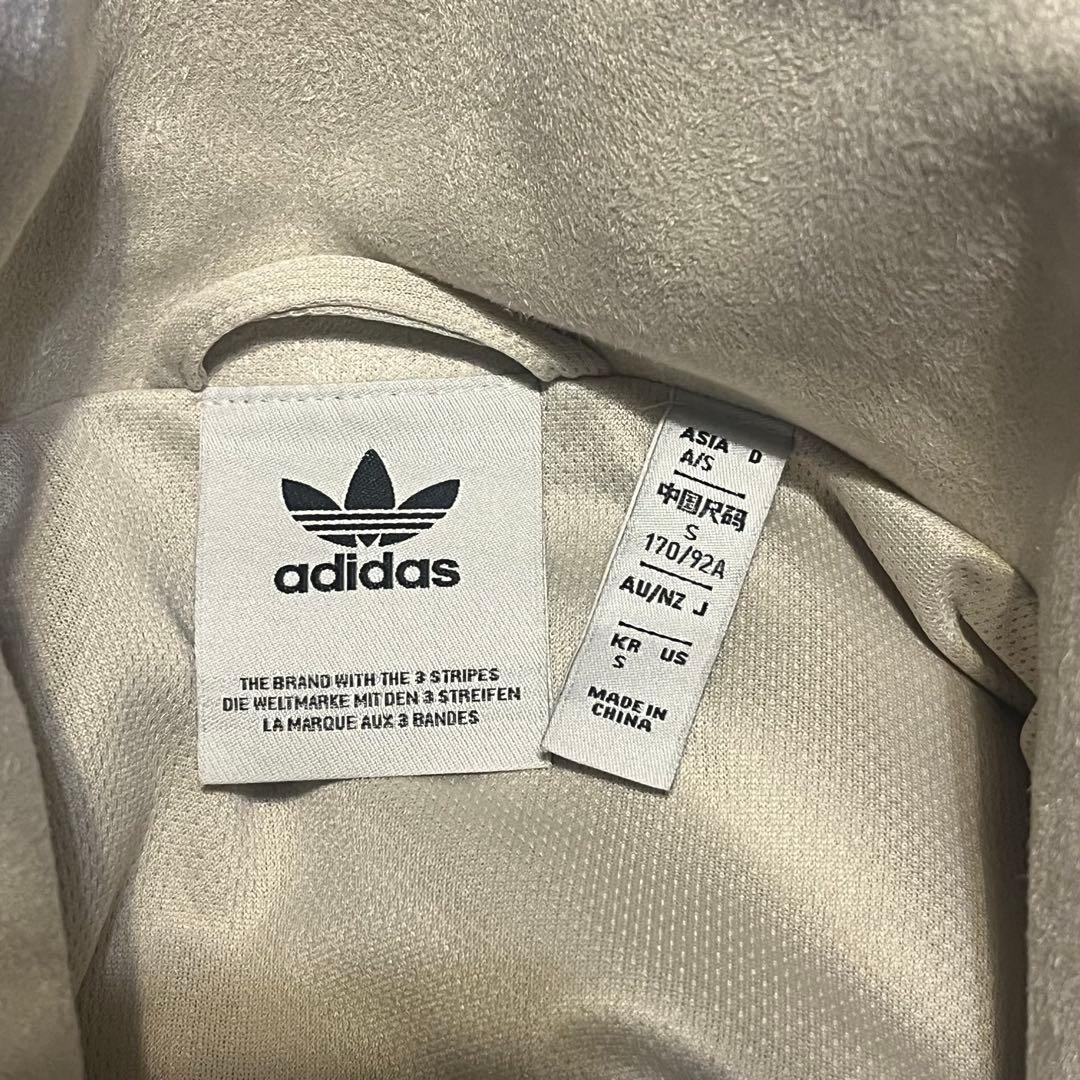 adidas
THE BRAND WITH THE 3 STRIPES
DIE WELTMARKE MIT DEN 3 STREIFEN
LA MARQUE AUX 3 BANDES
ASIA D
A/S
中国尺码
S
170/92A
AU/NZ J
KR US
S
MADE IN
CHINA